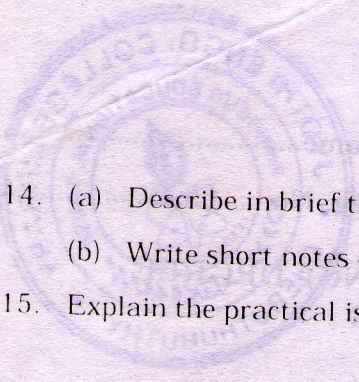 14. (a) Describe in brief t
(b) Write short notes
15. Explain the practical is